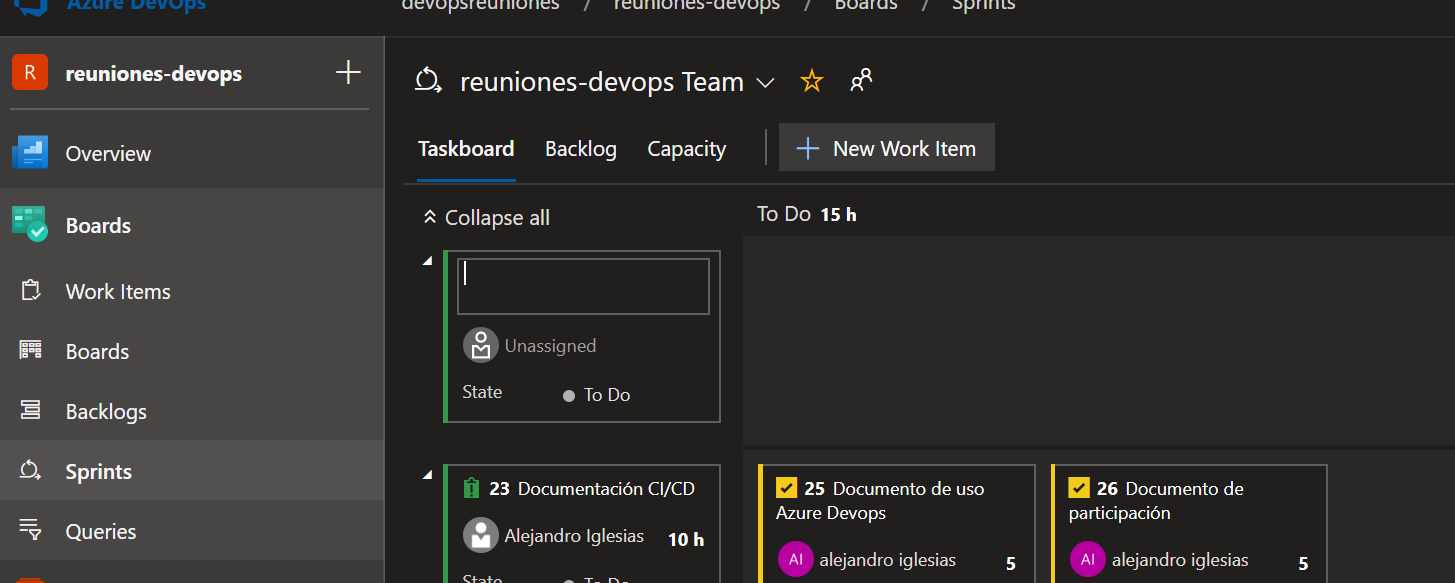 Azure DevOps
devopsreuniones / reuniones-devops / Boards / Sprints
R reuniones-devops
reuniones-devops Team
Overview
Taskboard Backlog Capacity New Work Item
Boards
Collapse all
To Do 15 h
Work Items
Unassigned
Boards
State To Do
Backlogs
Sprints
23 Documentación CI/CD
25 Documento de uso
Azure Devops
26 Documento de
participación
Queries
Alejandro Iglesias 10 h
AI alejandro iglesias 5
AI alejandro iglesias 5
State To Do